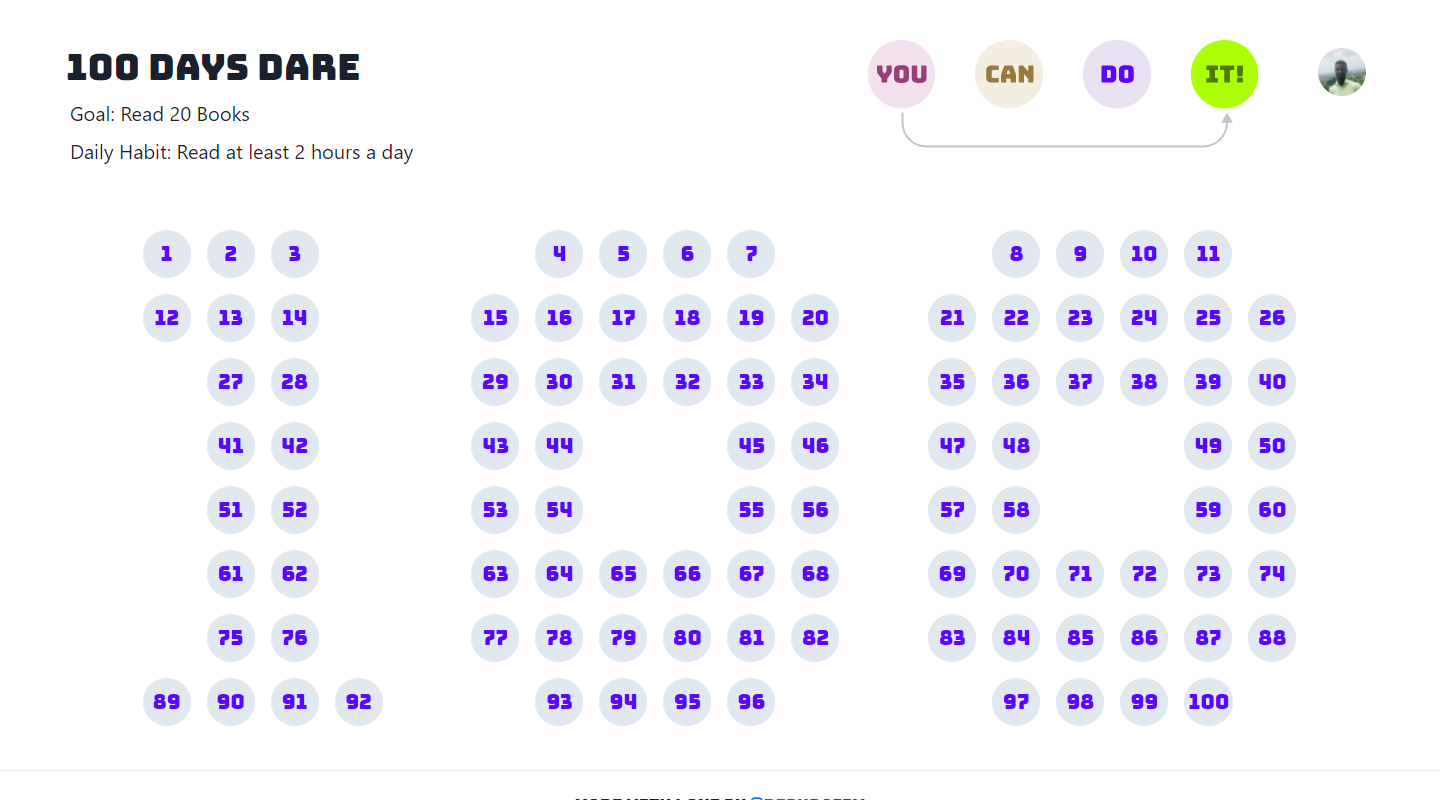 100 DAYS DARE
YOU CAN DO IT!
Goal: Read 20 Books
Daily Habit: Read at least 2 hours a day
1 2 3 4 5 6 7 8 9 10 11
12 13 14 15 16 17 18 19 20 21 22 23 24 25 26
27 28 29 30 31 32 33 34 35 36 37 38 39 40
41 42 43 44 45 46 47 48 49 50
51 52 53 54 55 56 57 58 59 60
61 62 63 64 65 66 67 68 69 70 71 72 73 74
75 76 77 78 79 80 81 82 83 84 85 86 87 88
89 90 91 92 93 94 95 96 97 98 99 100